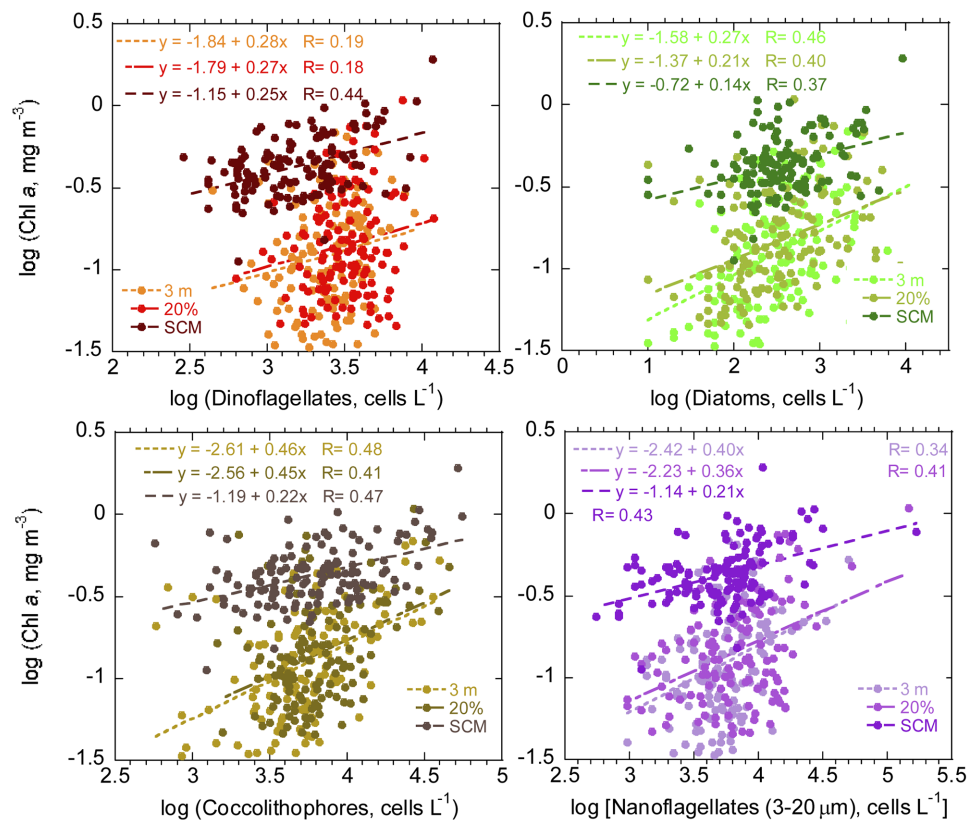 y = -1.84 + 0.28x R= 0.19
y = -1.79 + 0.27x R= 0.18
y = -1.15 + 0.25x R= 0.44
0.5
0
-0.5
-1
-1.5
log (Chl a, mg m⁻³)
3 m
20%
SCM
2 2.5 3 3.5 4 4.5
log (Dinoflagellates, cells L⁻¹)
y = -1.58 + 0.27x R= 0.46
y = -1.37 + 0.21x R= 0.40
y = -0.72 + 0.14x R= 0.37
0.5
0
-0.5
-1
-1.5
3 m
20%
SCM
0 1 2 3 4
log (Diatoms, cells L⁻¹)
y = -2.61 + 0.46x R= 0.48
y = -2.56 + 0.45x R= 0.41
y = -1.19 + 0.22x R= 0.47
0.5
0
-0.5
-1
-1.5
log (Chl a, mg m⁻³)
3 m
20%
SCM
2.5 3 3.5 4 4.5 5
log (Coccolithophores, cells L⁻¹)
y = -2.42 + 0.40x R= 0.34
y = -2.23 + 0.36x R= 0.41
y = -1.14 + 0.21x
R= 0.43
0.5
0
-0.5
-1
-1.5
3 m
20%
SCM
2.5 3 3.5 4 4.5 5 5.5
log [Nanoflagellates (3-20 μm), cells L⁻¹]